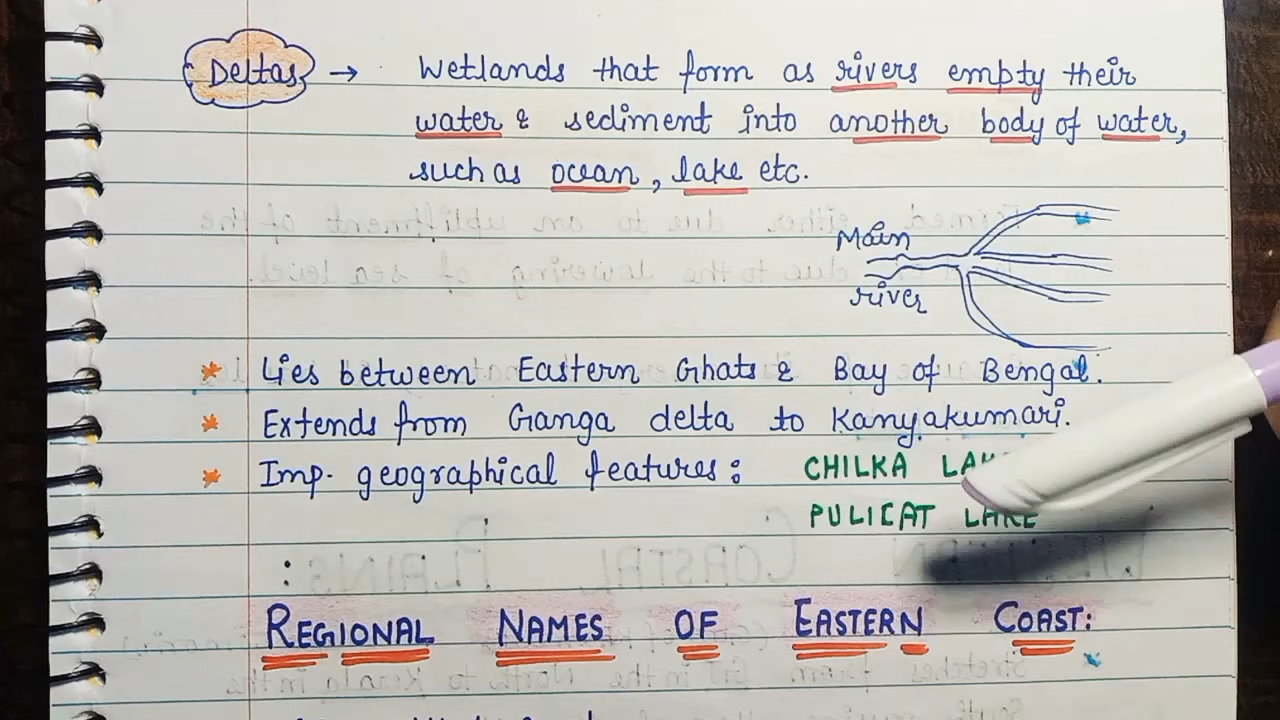 Deltas → Wetlands that form as rivers empty their
water & sediment into another body of water,
such as ocean, lake etc.
Main
river
* Lies between Eastern Ghats & Bay of Bengal.
* Extends from Ganga delta to Kanyakumari.
* Imp. geographical features : CHILKA
PULICAT LAKE
REGIONAL NAMES OF EASTERN COAST: